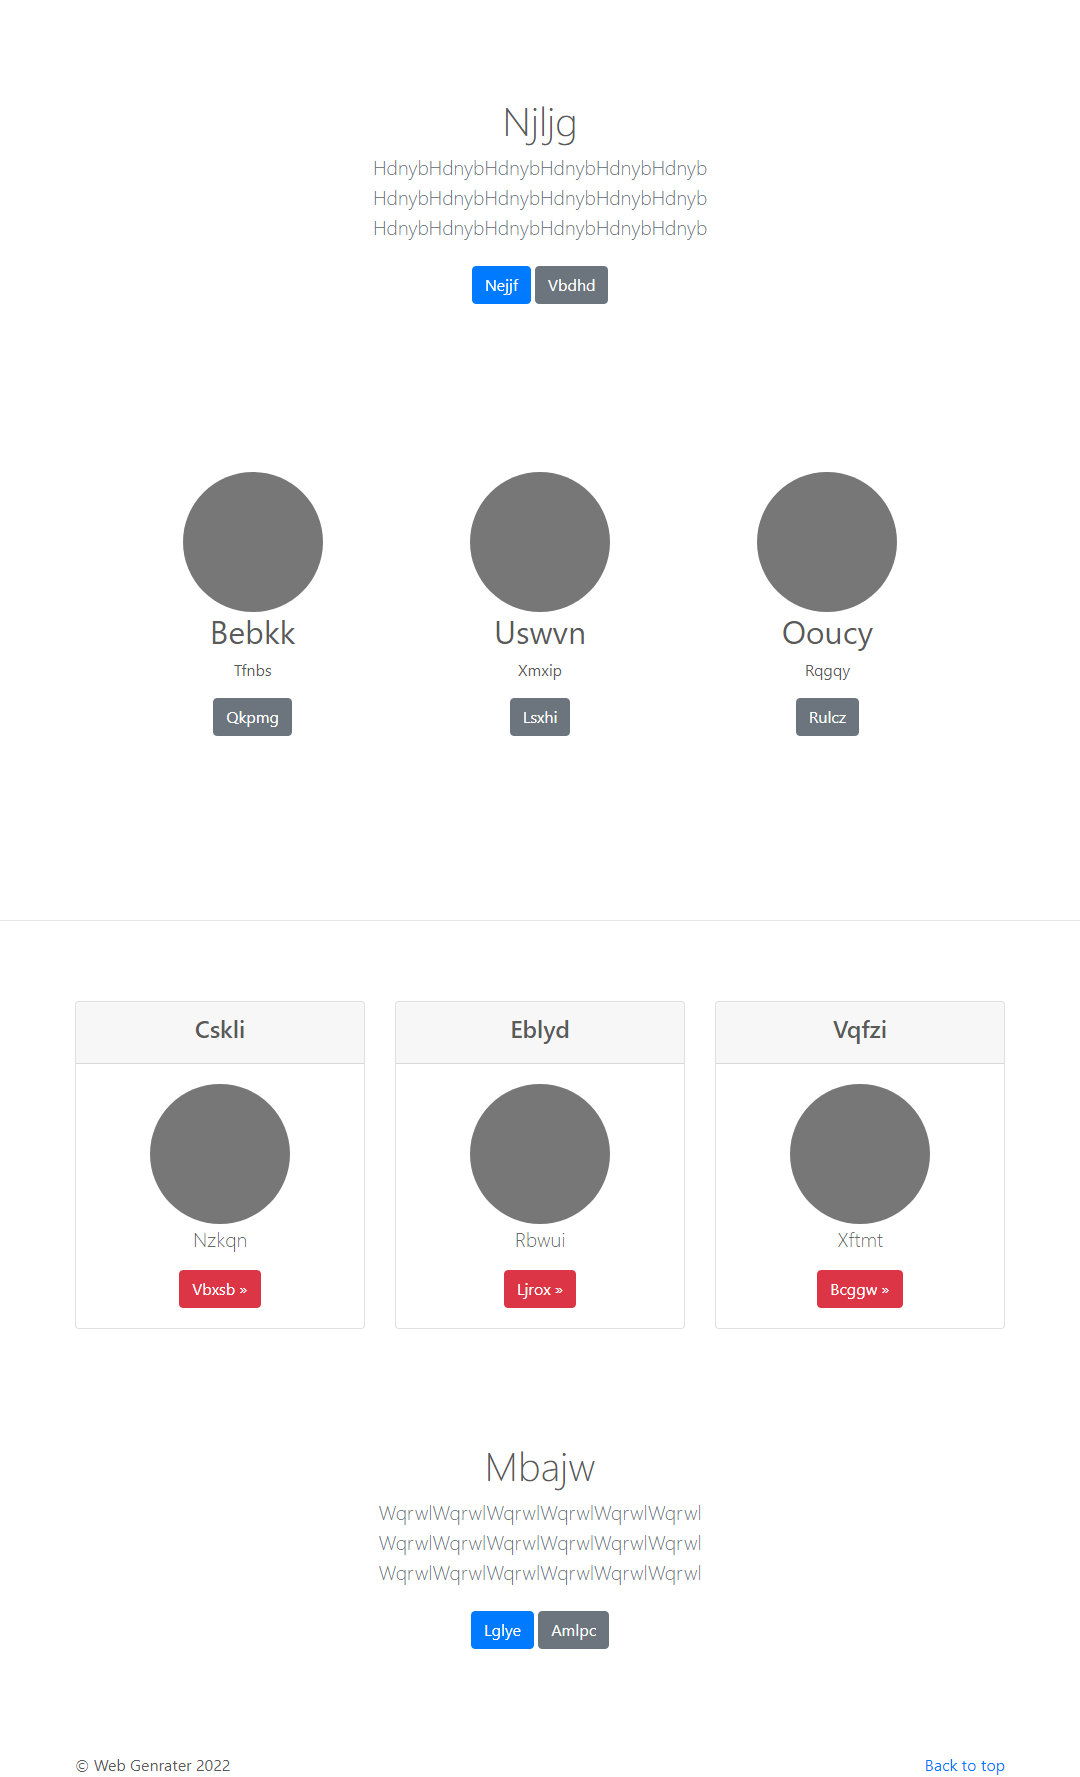 Njljg
HdnybHdnybHdnybHdnybHdnybHdnyb
HdnybHdnybHdnybHdnybHdnybHdnyb
HdnybHdnybHdnybHdnybHdnybHdnyb
Nejjf Vbdhd
Bebkk Uswvn Ooucy
Tfnbs Xmxip Rqgqy
Qkpmg Lsxhi Rulcz
Cskli Eblyd Vqfzi
Nzkqn Rbwui Xftmt
Vbxsb » Ljrox » Bcggw »
Mbajw
WqrwlWqrwlWqrwlWqrwlWqrwlWqrwl
WqrwlWqrwlWqrwlWqrwlWqrwlWqrwl
WqrwlWqrwlWqrwlWqrwlWqrwlWqrwl
Lglye Amlpc
© Web Genrater 2022 Back to top